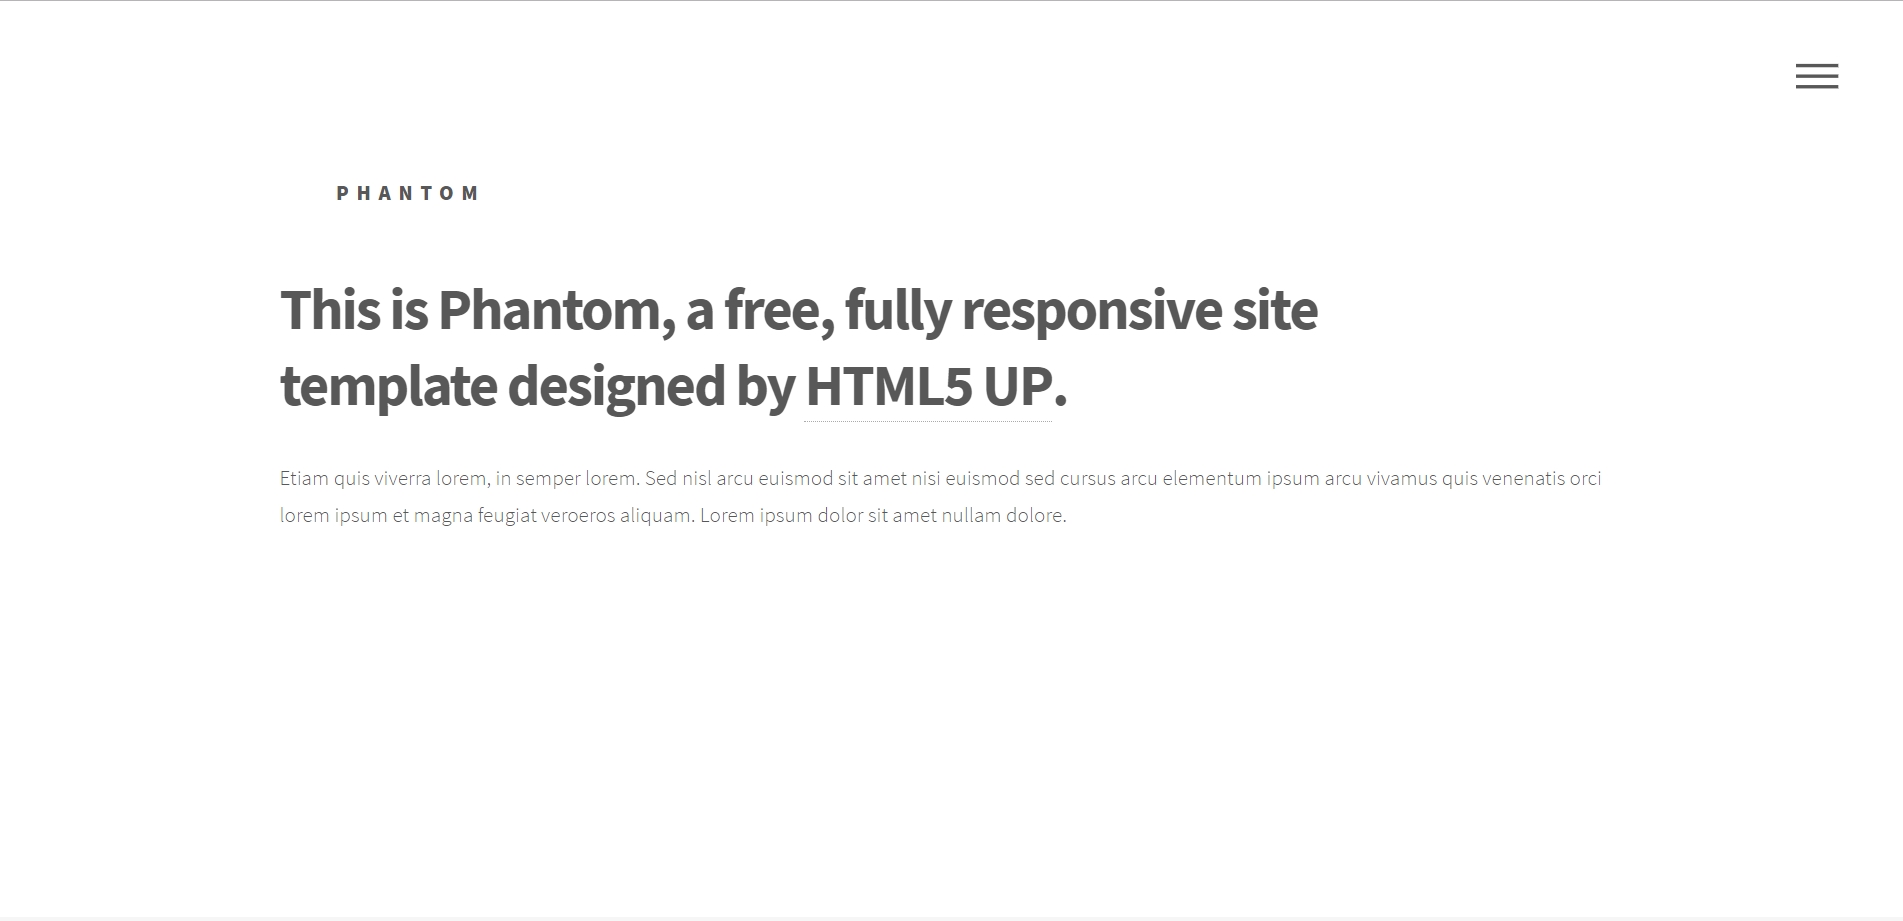 PHANTOM
This is Phantom, a free, fully responsive site
template designed by HTML5 UP.
Etiam quis viverra lorem, in semper lorem. Sed nisl arcu euismod sit amet nisi euismod sed cursus arcu elementum ipsum arcu vivamus quis venenatis orci
lorem ipsum et magna feugiat veroeros aliquam. Lorem ipsum dolor sit amet nullam dolore.